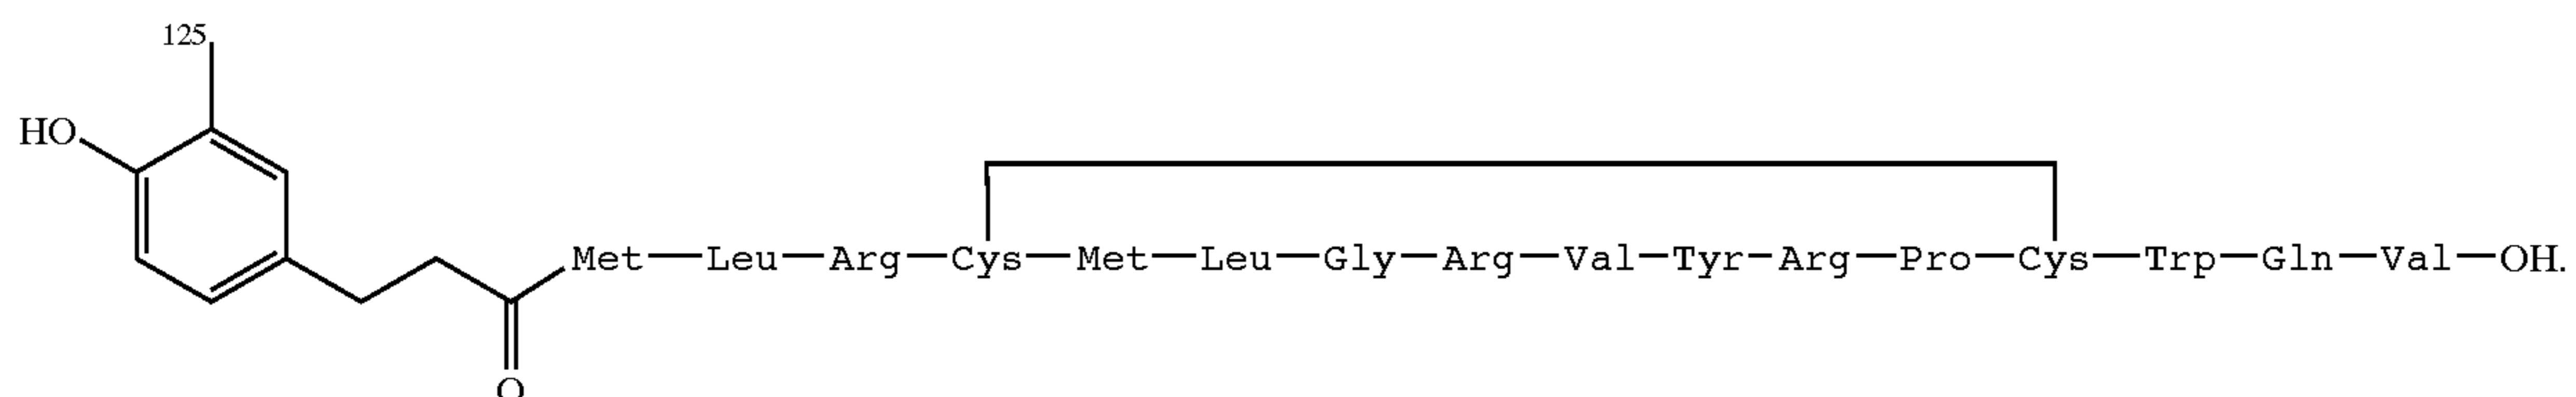 125
HO
Met—Leu—Arg—Cys—Met—Leu—Gly—Arg—Val—Tyr—Arg—Pro—Cys—Trp—Gln—Val—OH.
O